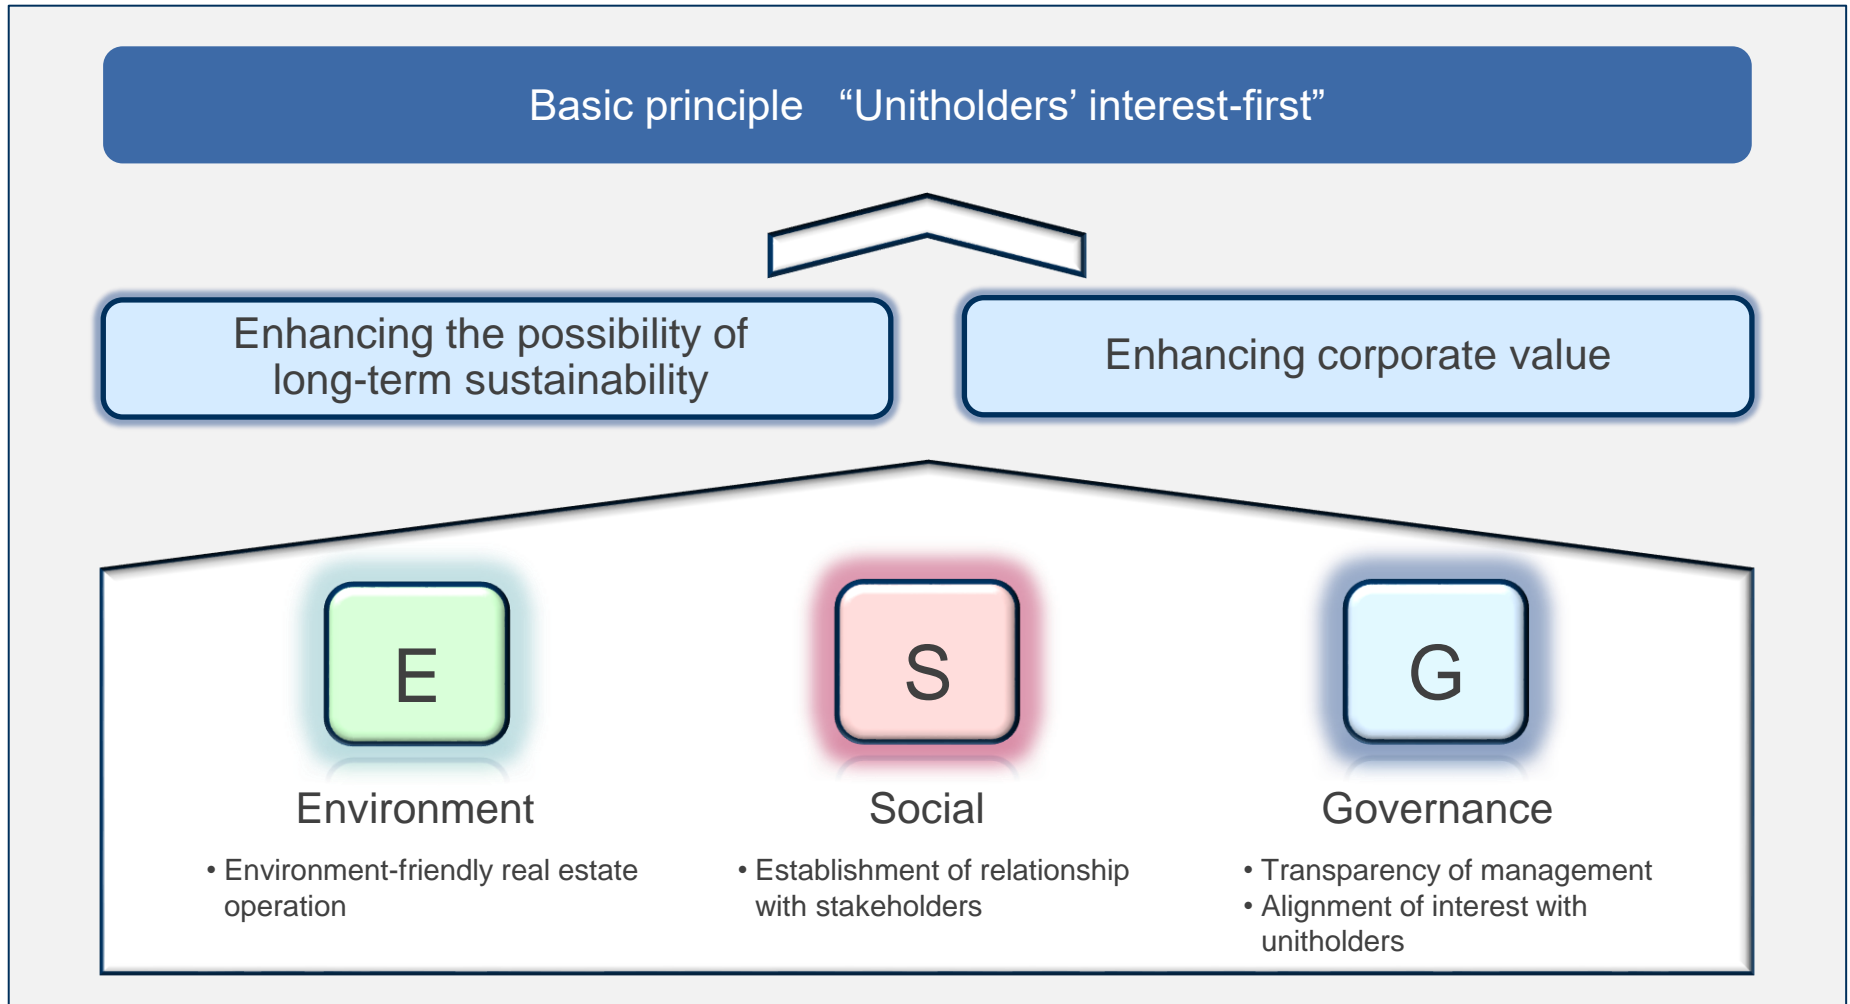 Basic principle “Unitholders’ interest-first”
Enhancing the possibility of
long-term sustainability
Enhancing corporate value
E
S
G
Environment
Social
Governance
• Environment-friendly real estate
operation
• Establishment of relationship
with stakeholders
• Transparency of management
• Alignment of interest with
unitholders